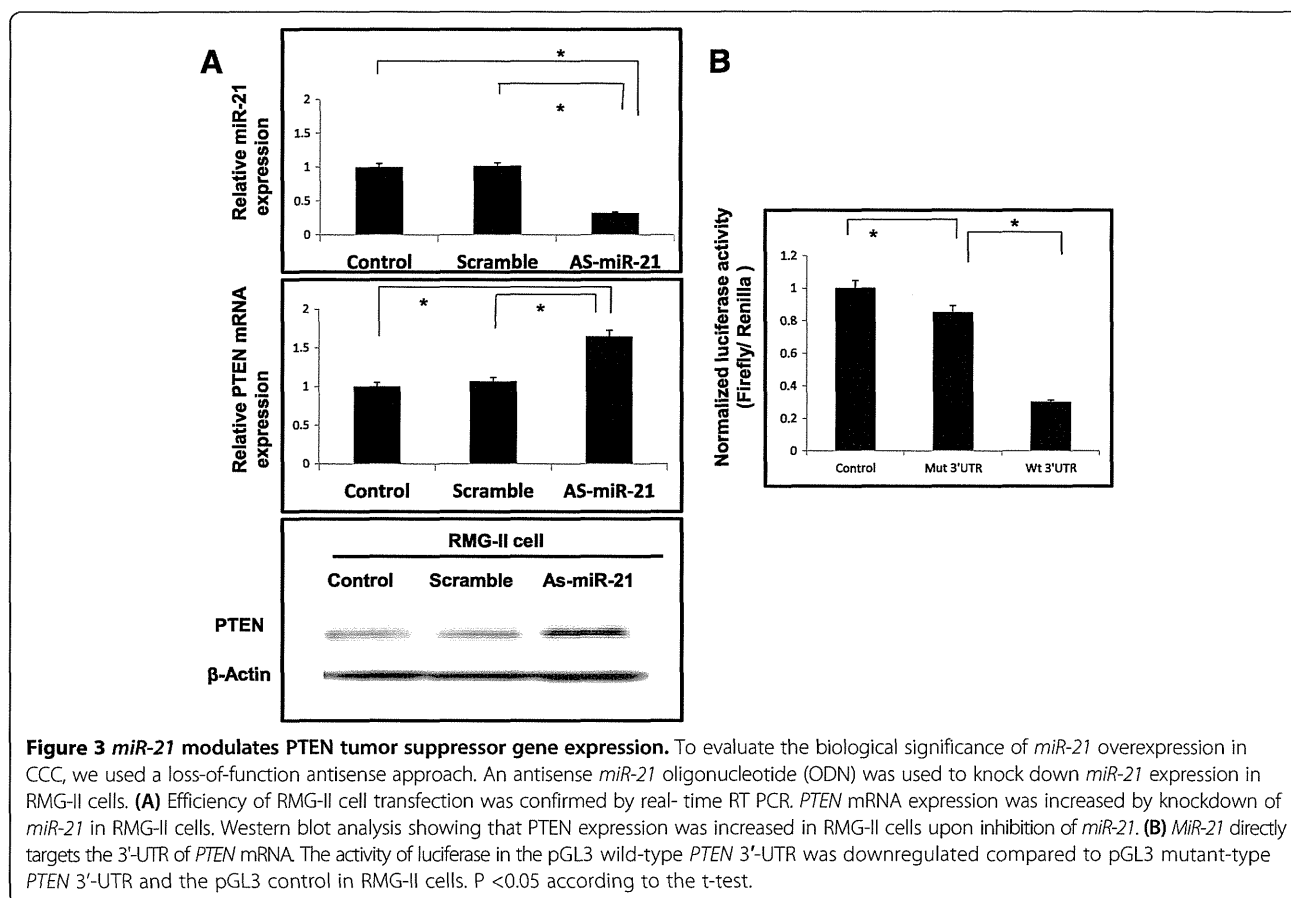 A
Relative miR-21
expression
*
*
2
1.5
1
0.5
0
Control Scramble AS-miR-21
Relative PTEN mRNA
expression
*
*
2
1.5
1
0.5
0
Control Scramble AS-miR-21
RMG-II cell
Control Scramble As-miR-21
PTEN
β-Actin
B
Normalized luciferase activity
(Firefly/ Renilla )
*
*
1.2
1
0.8
0.6
0.4
0.2
0
Control Mut 3'UTR Wt 3'UTR
Figure 3 miR-21 modulates PTEN tumor suppressor gene expression. To evaluate the biological significance of miR-21 overexpression in
CCC, we used a loss-of-function antisense approach. An antisense miR-21 oligonucleotide (ODN) was used to knock down miR-21 expression in
RMG-II cells. (A) Efficiency of RMG-II cell transfection was confirmed by real- time RT PCR. PTEN mRNA expression was increased by knockdown of
miR-21 in RMG-II cells. Western blot analysis showing that PTEN expression was increased in RMG-II cells upon inhibition of miR-21. (B) MiR-21 directly
targets the 3'-UTR of PTEN mRNA. The activity of luciferase in the pGL3 wild-type PTEN 3′-UTR was downregulated compared to pGL3 mutant-type
PTEN 3′-UTR and the pGL3 control in RMG-II cells. P <0.05 according to the t-test.